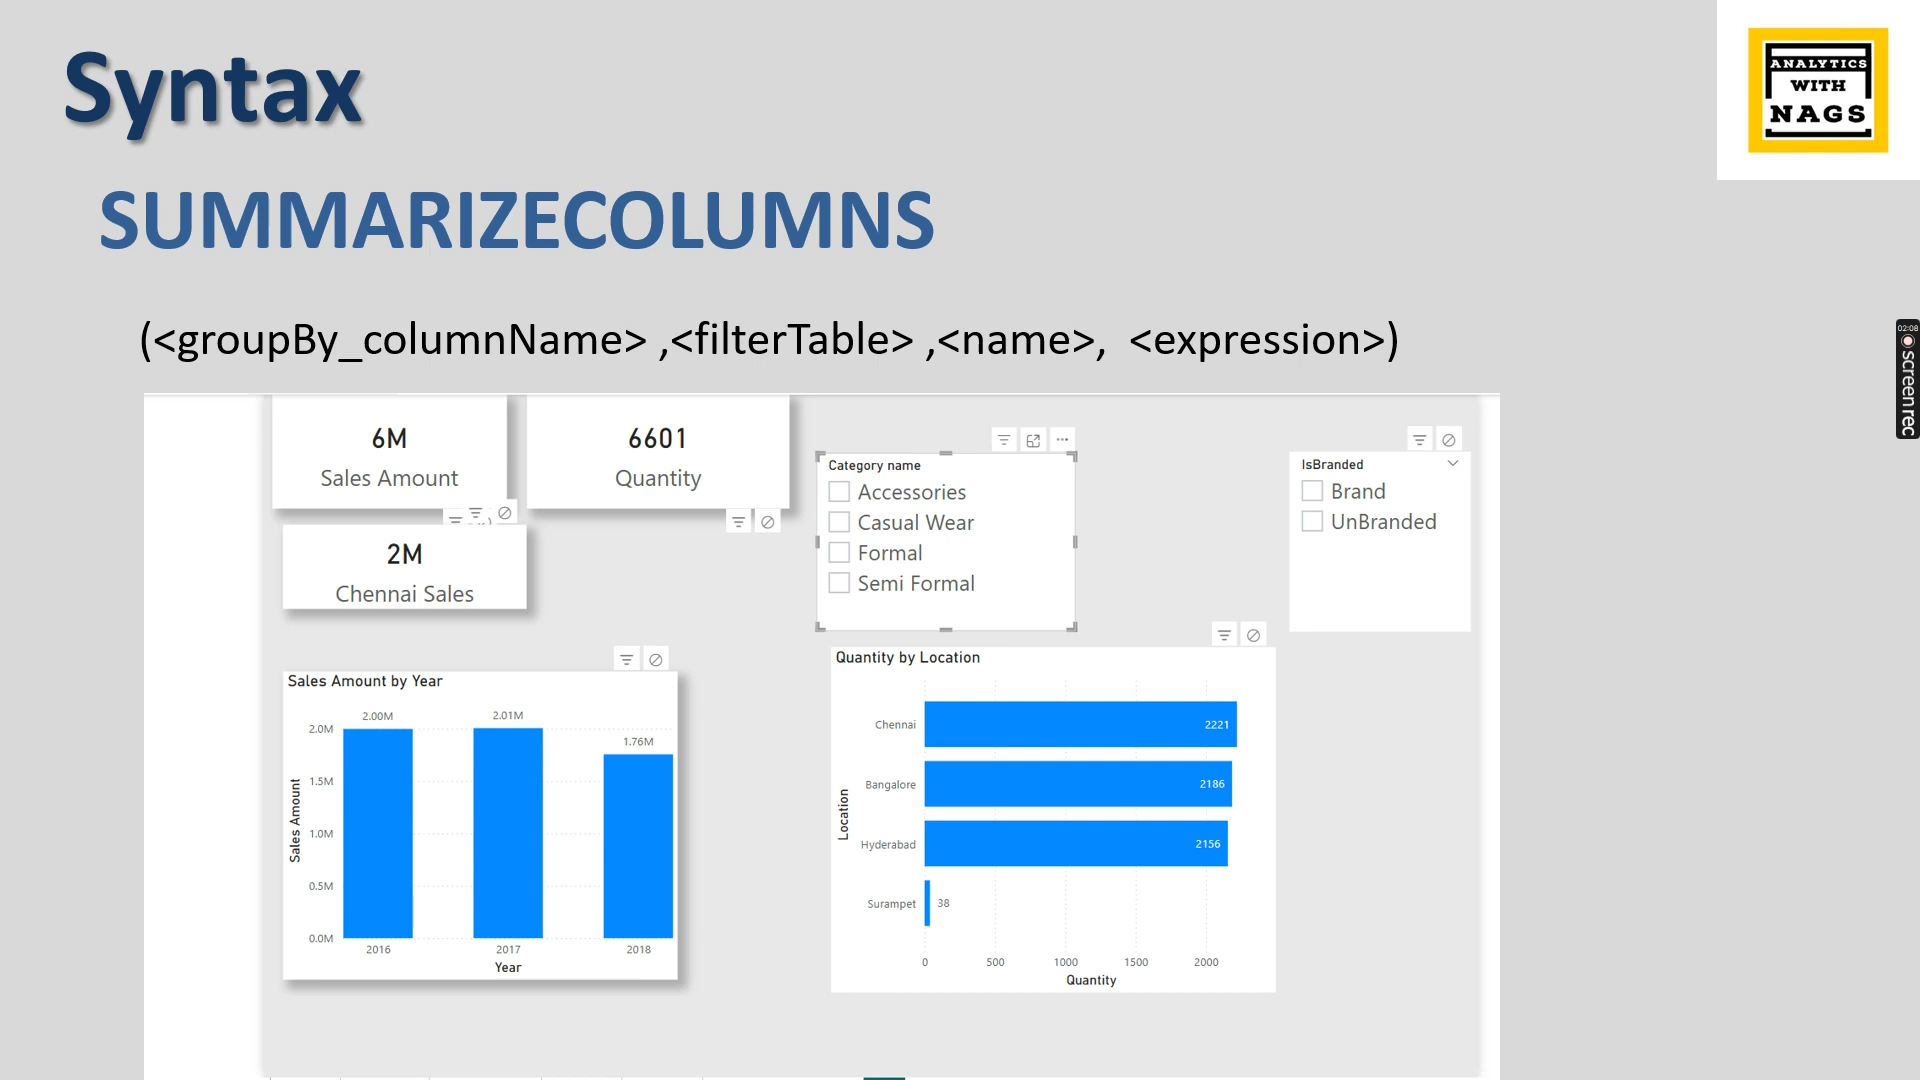 Syntax
ANALYTICS
WITH
NAGS
SUMMARIZECOLUMNS
(<groupBy_columnName> ,<filterTable> ,<name>, <expression>)
02:08
screenrec
6M
Sales Amount
6601
Quantity
2M
Chennai Sales
Category name
Accessories
Casual Wear
Formal
Semi Formal
IsBranded
Brand
UnBranded
Sales Amount by Year
Sales Amount
2.0M
1.5M
1.0M
0.5M
0.0M
2.00M
2.01M
1.76M
2016
2017
2018
Year
Quantity by Location
Location
Chennai
2221
Bangalore
2186
Hyderabad
2156
Surampet
38
0
500
1000
1500
2000
Quantity